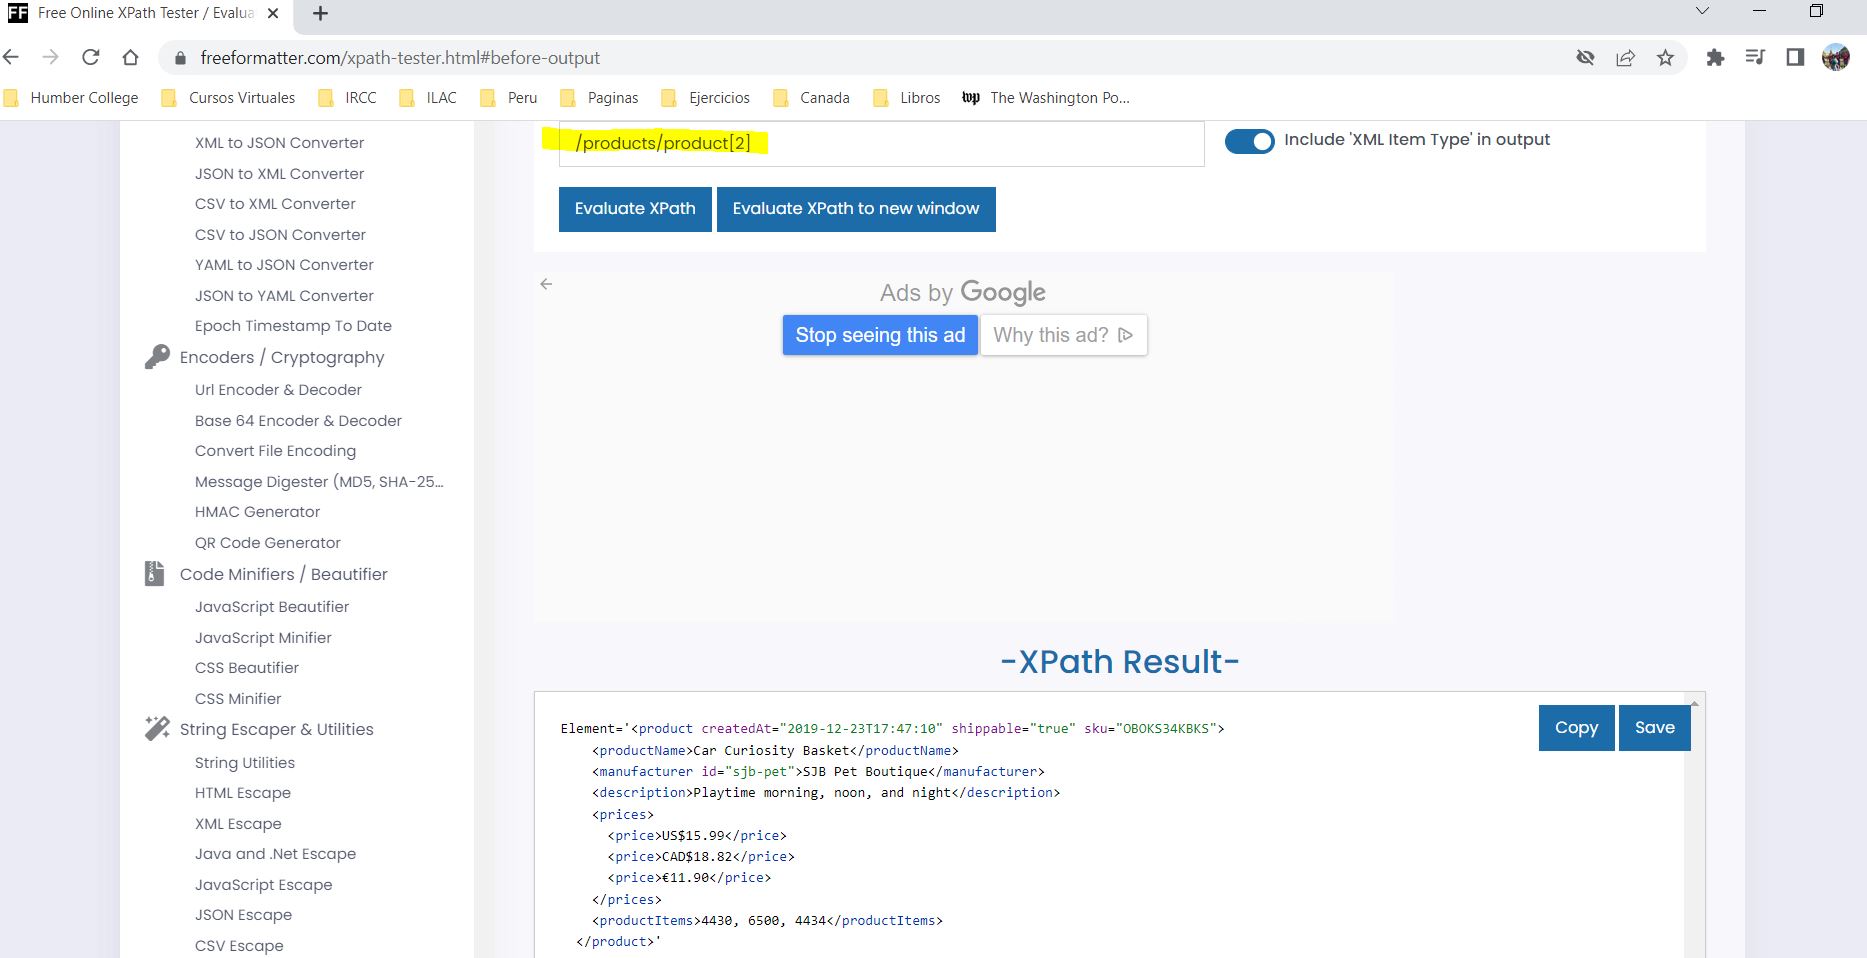 FF Free Online XPath Tester / Evalua
freeformatter.com/xpath-tester.html#before-output
Humber College Cursos Virtuales IRCC ILAC Peru Paginas Ejercicios Canada Libros wp The Washington Po...
XML to JSON Converter
JSON to XML Converter
CSV to XML Converter
CSV to JSON Converter
YAML to JSON Converter
JSON to YAML Converter
Epoch Timestamp To Date
Encoders / Cryptography
Url Encoder & Decoder
Base 64 Encoder & Decoder
Convert File Encoding
Message Digester (MD5, SHA-25...
HMAC Generator
QR Code Generator
Code Minifiers / Beautifier
JavaScript Beautifier
JavaScript Minifier
CSS Beautifier
CSS Minifier
String Escaper & Utilities
String Utilities
HTML Escape
XML Escape
Java and .Net Escape
JavaScript Escape
JSON Escape
CSV Escape
/products/product[2]
Include 'XML Item Type' in output
Evaluate XPath Evaluate XPath to new window
Ads by Google
Stop seeing this ad Why this ad?
-XPath Result-
Copy Save
Element='<product createdAt="2019-12-23T17:47:10" shippable="true" sku="OBOKS34KBKS">
<productName>Car Curiosity Basket</productName>
<manufacturer id="sjb-pet">SJB Pet Boutique</manufacturer>
<description>Playtime morning, noon, and night</description>
<prices>
<price>US$15.99</price>
<price>CAD$18.82</price>
<price>€11.90</price>
</prices>
<productItems>4430, 6500, 4434</productItems>
</product>'